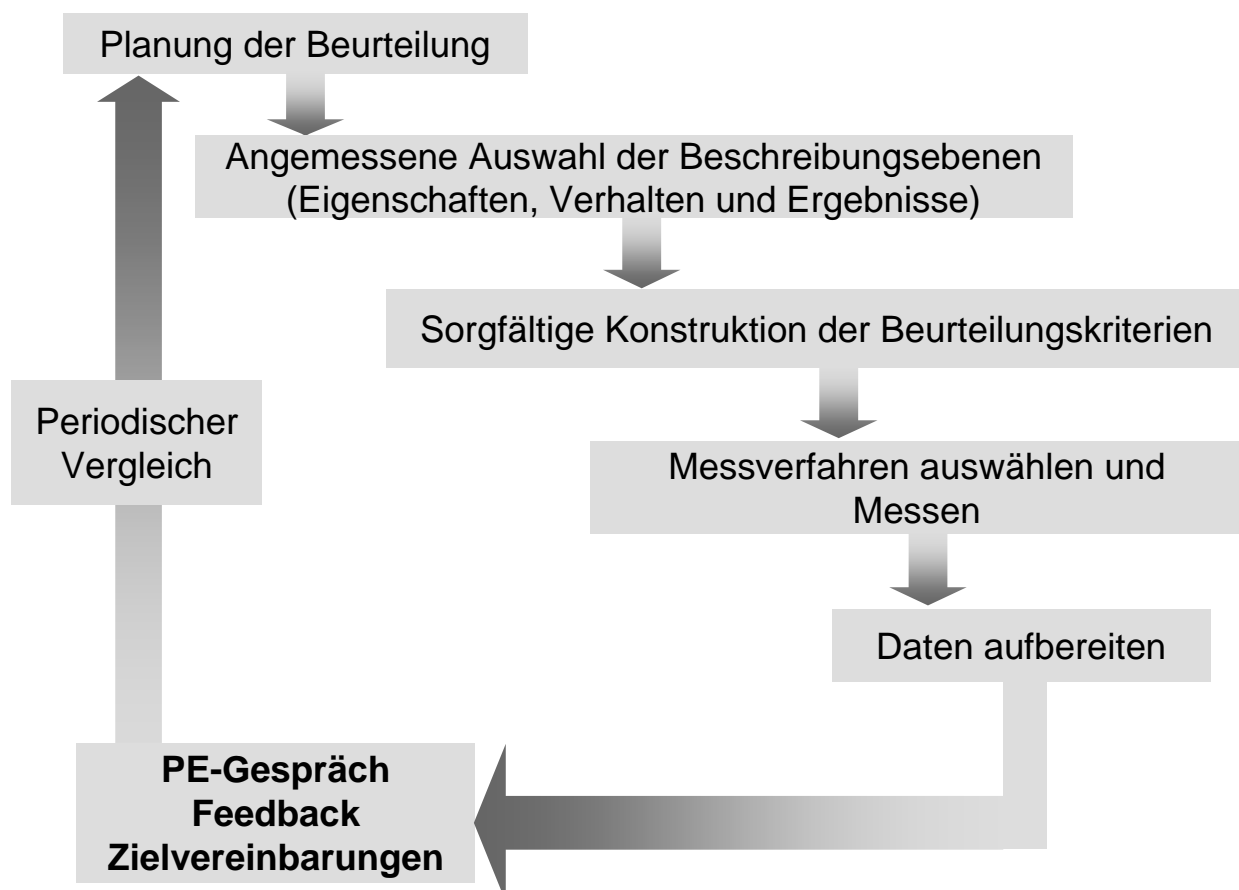 Planung der Beurteilung
Angemessene Auswahl der Beschreibungsebenen
(Eigenschaften, Verhalten und Ergebnisse)
Sorgfältige Konstruktion der Beurteilungskriterien
Messverfahren auswählen und
Messen
Daten aufbereiten
PE-Gespräch
Feedback
Zielvereinbarungen
Periodischer
Vergleich